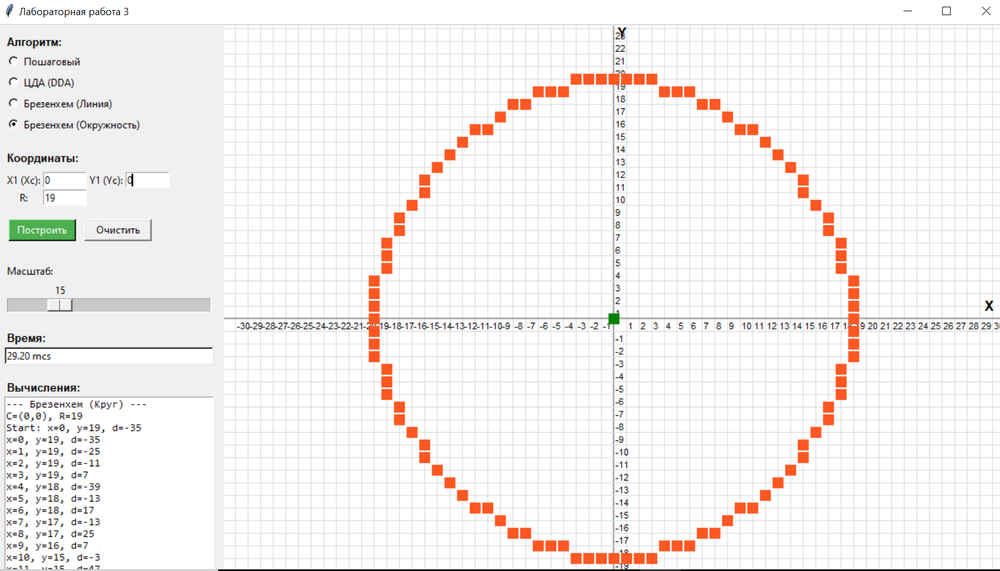 Лабораторная работа 3
Алгоритм:
Пошаговый
ЦДА (DDA)
Брезенхем (Линия)
Брезенхем (Окружность)
Координаты:
X1 (Xc): 0 Y1 (Yc): 0
R: 19
Построить Очистить
Масштаб:
15
Время:
29.20 mcs
Вычисления:
--- Брезенхем (Круг) ---
C=(0,0), R=19
Start: x=0, y=19, d=-35
x=0, y=19, d=-35
x=1, y=19, d=-25
x=2, y=19, d=-11
x=3, y=19, d=7
x=4, y=18, d=-39
x=5, y=18, d=-13
x=6, y=18, d=17
x=7, y=17, d=-13
x=8, y=17, d=25
x=9, y=16, d=7
x=10, y=15, d=-3
x=11, y=15, d=47
Y
23
22
21
20
19
18
17
16
15
14
13
12
11
10
9
8
7
6
5
4
3
2
1
X
-30 -29 -28 -27 -26 -25 -24 -23 -22 -21 -20 -19 -18 -17 -16 -15 -14 -13 -12 -11 -10 -9 -8 -7 -6 -5 -4 -3 -2 -1 1 2 3 4 5 6 7 8 9 10 11 12 13 14 15 16 17 18 19 20 21 22 23 24 25 26 27 28 29 30
-1
-2
-3
-4
-5
-6
-7
-8
-9
-10
-11
-12
-13
-14
-15
-16
-17
-18
-19